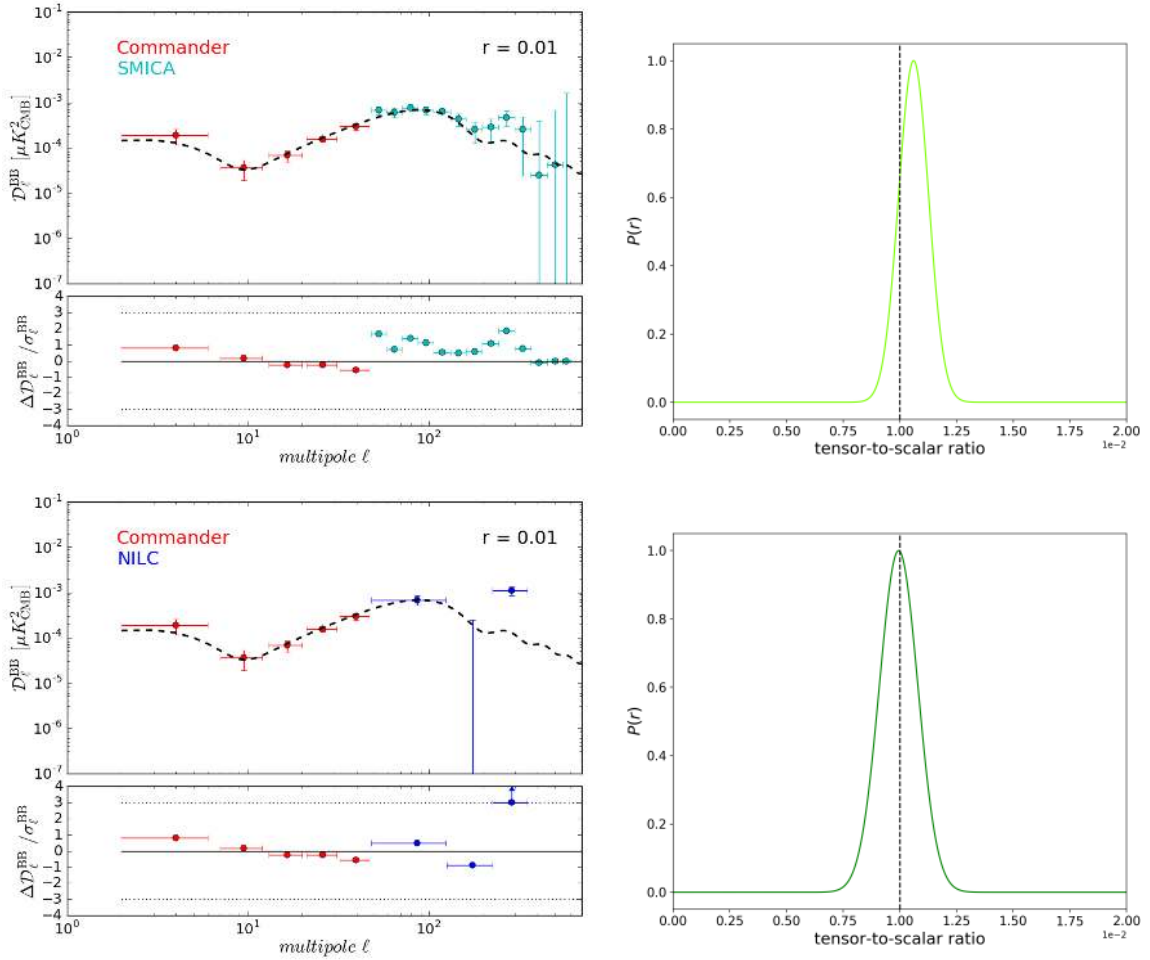 10^{-1}
Commander
r = 0.01
SMICA
10^{-2}
10^{-3}
10^{-4}
10^{-5}
10^{-6}
10^{-7}
D_ℓ^{BB} [μK^2_{CMB}]
4
3
2
1
0
−1
−2
−3
−4
ΔD_ℓ^{BB}/σ_ℓ^{BB}
10^0
10^1
10^2
multipole ℓ
1.0
0.8
0.6
0.4
0.2
0.0
P(r)
0.00 0.25 0.50 0.75 1.00 1.25 1.50 1.75 2.00
1e−2
tensor-to-scalar ratio
10^{-1}
Commander
r = 0.01
NILC
10^{-2}
10^{-3}
10^{-4}
10^{-5}
10^{-6}
10^{-7}
D_ℓ^{BB} [μK^2_{CMB}]
4
3
2
1
0
−1
−2
−3
−4
ΔD_ℓ^{BB}/σ_ℓ^{BB}
10^0
10^1
10^2
multipole ℓ
1.0
0.8
0.6
0.4
0.2
0.0
P(r)
0.00 0.25 0.50 0.75 1.00 1.25 1.50 1.75 2.00
1e−2
tensor-to-scalar ratio